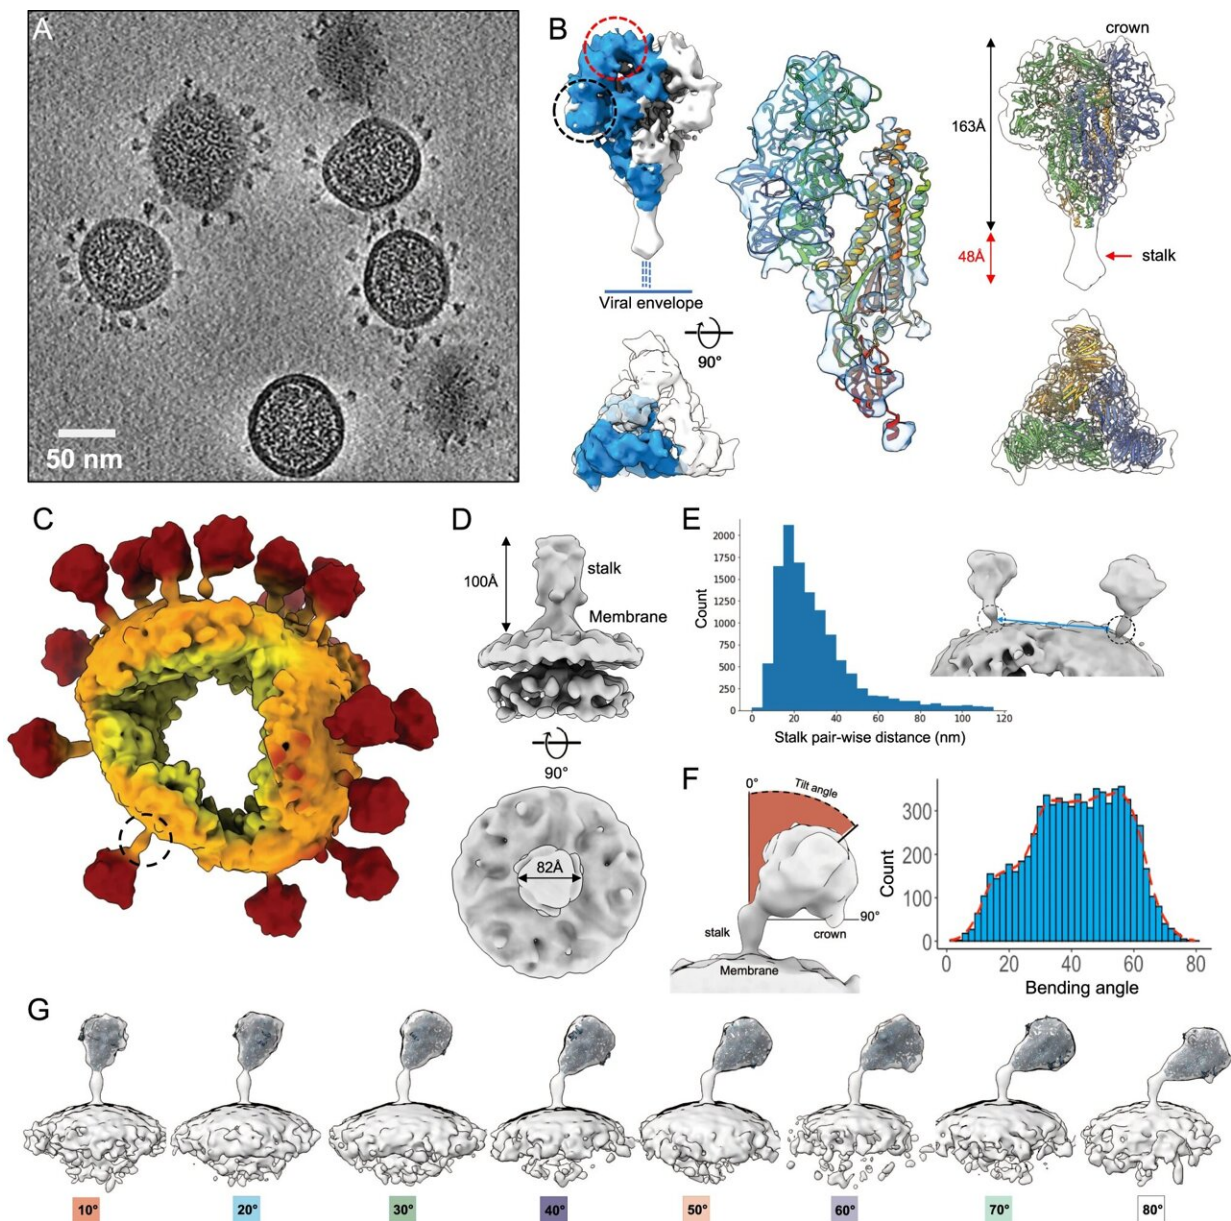 A
50 nm
B
Viral envelope
90°
163Å
48Å
crown
stalk
C
D
100Å
stalk
Membrane
90°
82Å
E
Count
2000
1750
1500
1250
1000
750
500
250
0
0 20 40 60 80 100 120
Stalk pair-wise distance (nm)
F
0°
Tilt angle
90°
stalk
crown
Membrane
Count
300
200
100
0
0 20 40 60 80
Bending angle
G
10° 20° 30° 40° 50° 60° 70° 80°